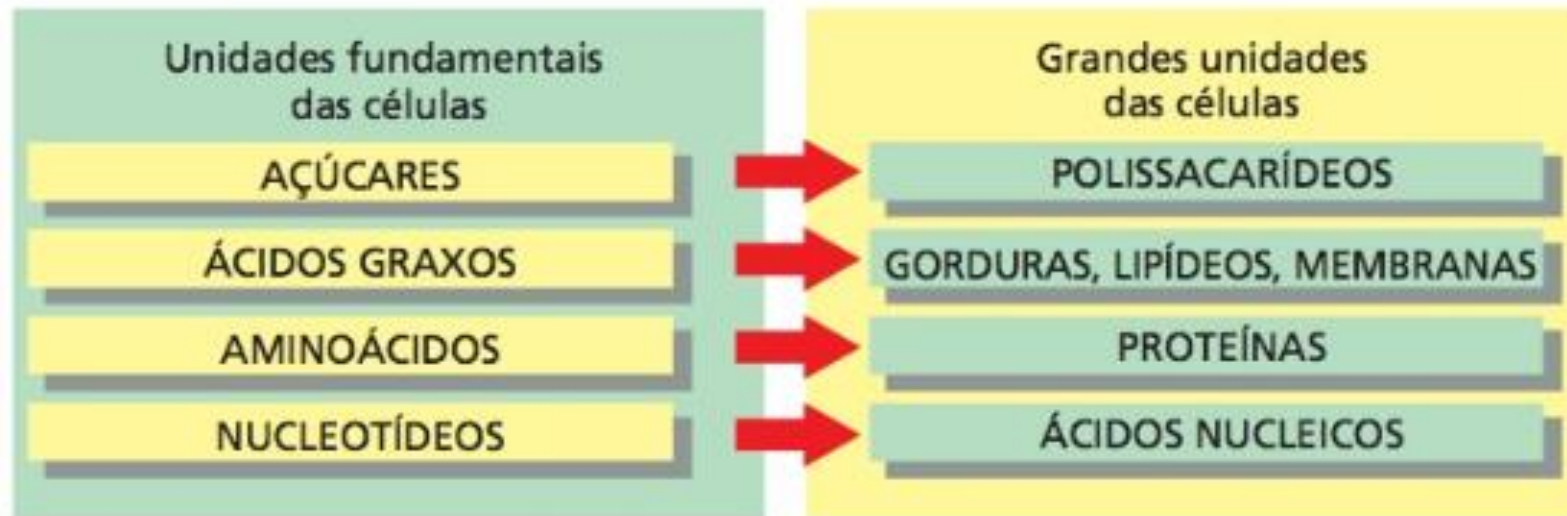 Unidades fundamentais
das células
AÇÚCARES
ÁCIDOS GRAXOS
AMINOÁCIDOS
NUCLEOTÍDEOS
Grandes unidades
das células
POLISSACARÍDEOS
GORDURAS, LIPÍDEOS, MEMBRANAS
PROTEÍNAS
ÁCIDOS NUCLEICOS